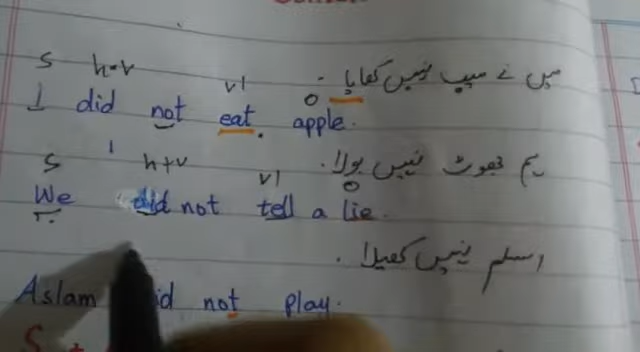 میں نے سیب نہیں کھایا .
S h.v v1 o
I did not eat. apple.
ہم جھوٹ نہیں بولا .
S h+v v1 o
We did not tell a lie.
اسلم نہیں کھیلا .
Aslam did not play.
S